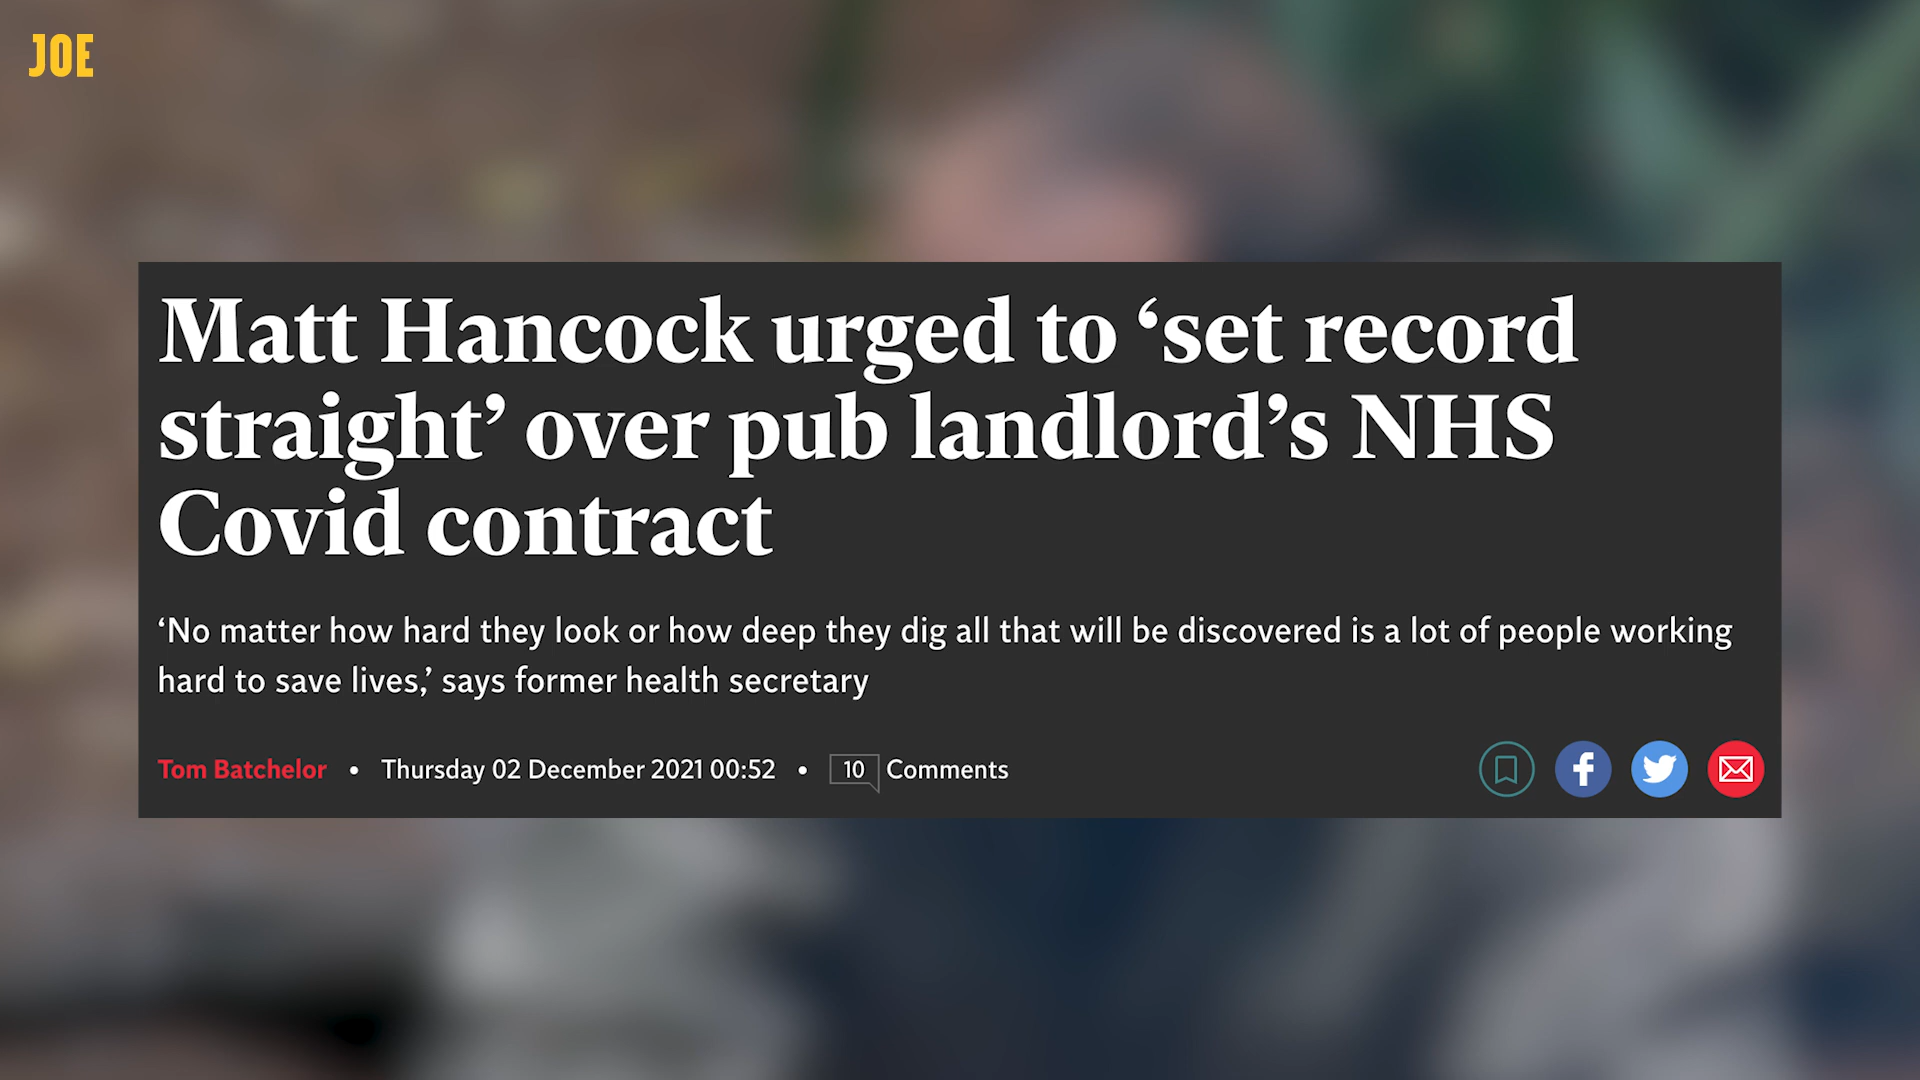 JOE
Matt Hancock urged to ‘set record
straight’ over pub landlord’s NHS
Covid contract
‘No matter how hard they look or how deep they dig all that will be discovered is a lot of people working
hard to save lives,’ says former health secretary
Tom Batchelor • Thursday 02 December 2021 00:52 • 10 Comments